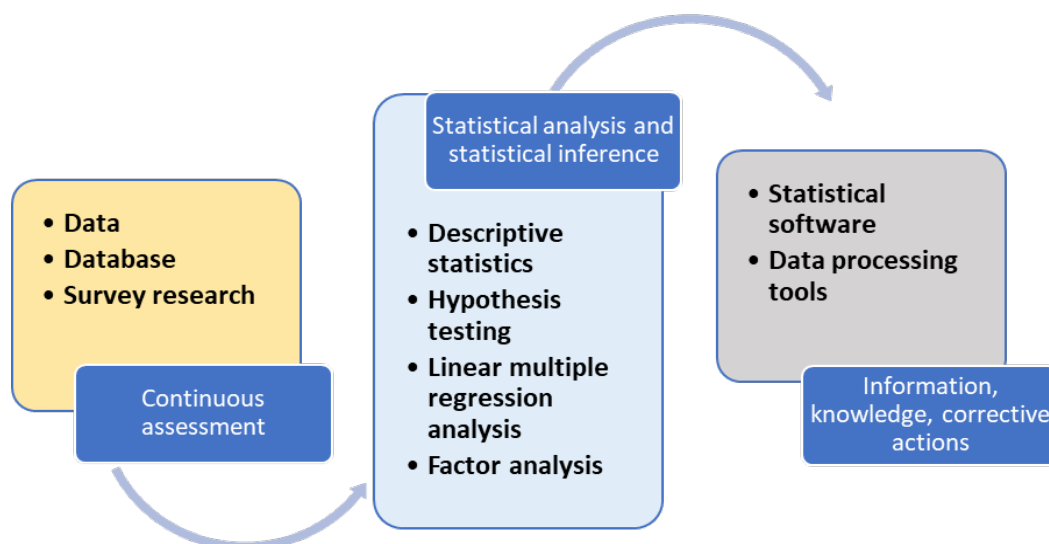 • Data
• Database
• Survey research
Continuous
assessment
Statistical analysis and
statistical inference
• Descriptive
statistics
• Hypothesis
testing
• Linear multiple
regression
analysis
• Factor analysis
• Statistical
software
• Data processing
tools
Information,
knowledge, corrective
actions